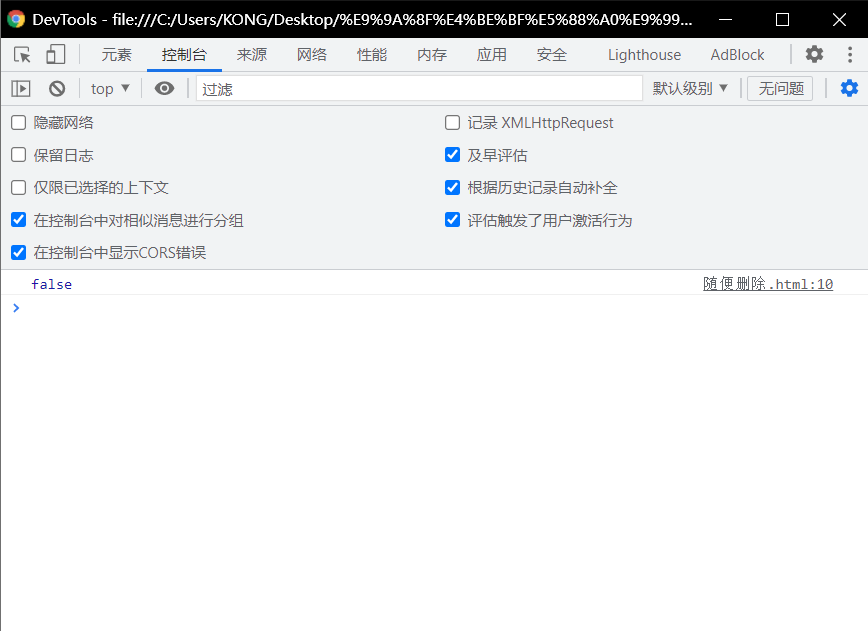 DevTools - file:///C:/Users/KONG/Desktop/%E9%9A%8F%E4%BE%BF%E5%88%A0%E9%99...
元素 控制台 来源 网络 性能 内存 应用 安全 Lighthouse AdBlock
top 过滤 默认级别 无问题
隐藏网络 记录 XMLHttpRequest
保留日志 及早评估
仅限已选择的上下文 根据历史记录自动补全
在控制台中对相似消息进行分组 评估触发了用户激活行为
在控制台中显示CORS错误
false 随便删除.html:10